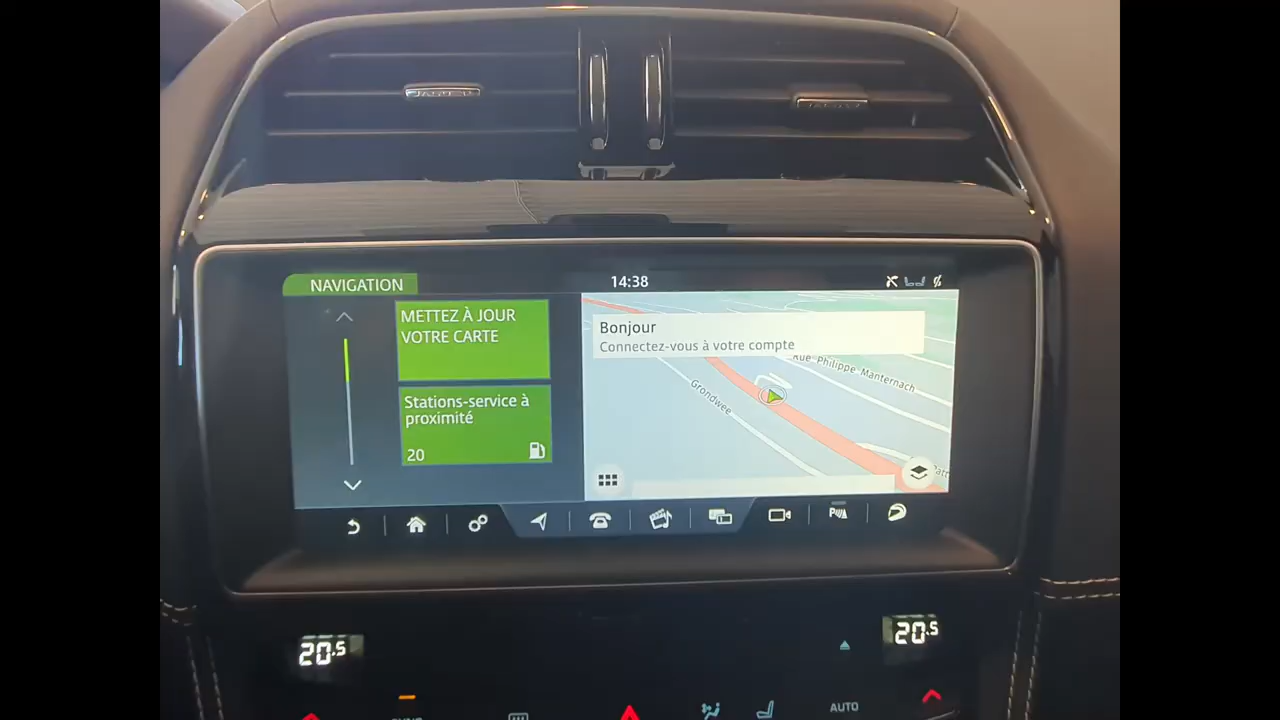 NAVIGATION
14:38
METTEZ À JOUR
VOTRE CARTE
Stations-service à
proximité
20
Bonjour
Connectez-vous à votre compte
Rue Philippe Manternach
Grondwee
20.5
20.5
AUTO